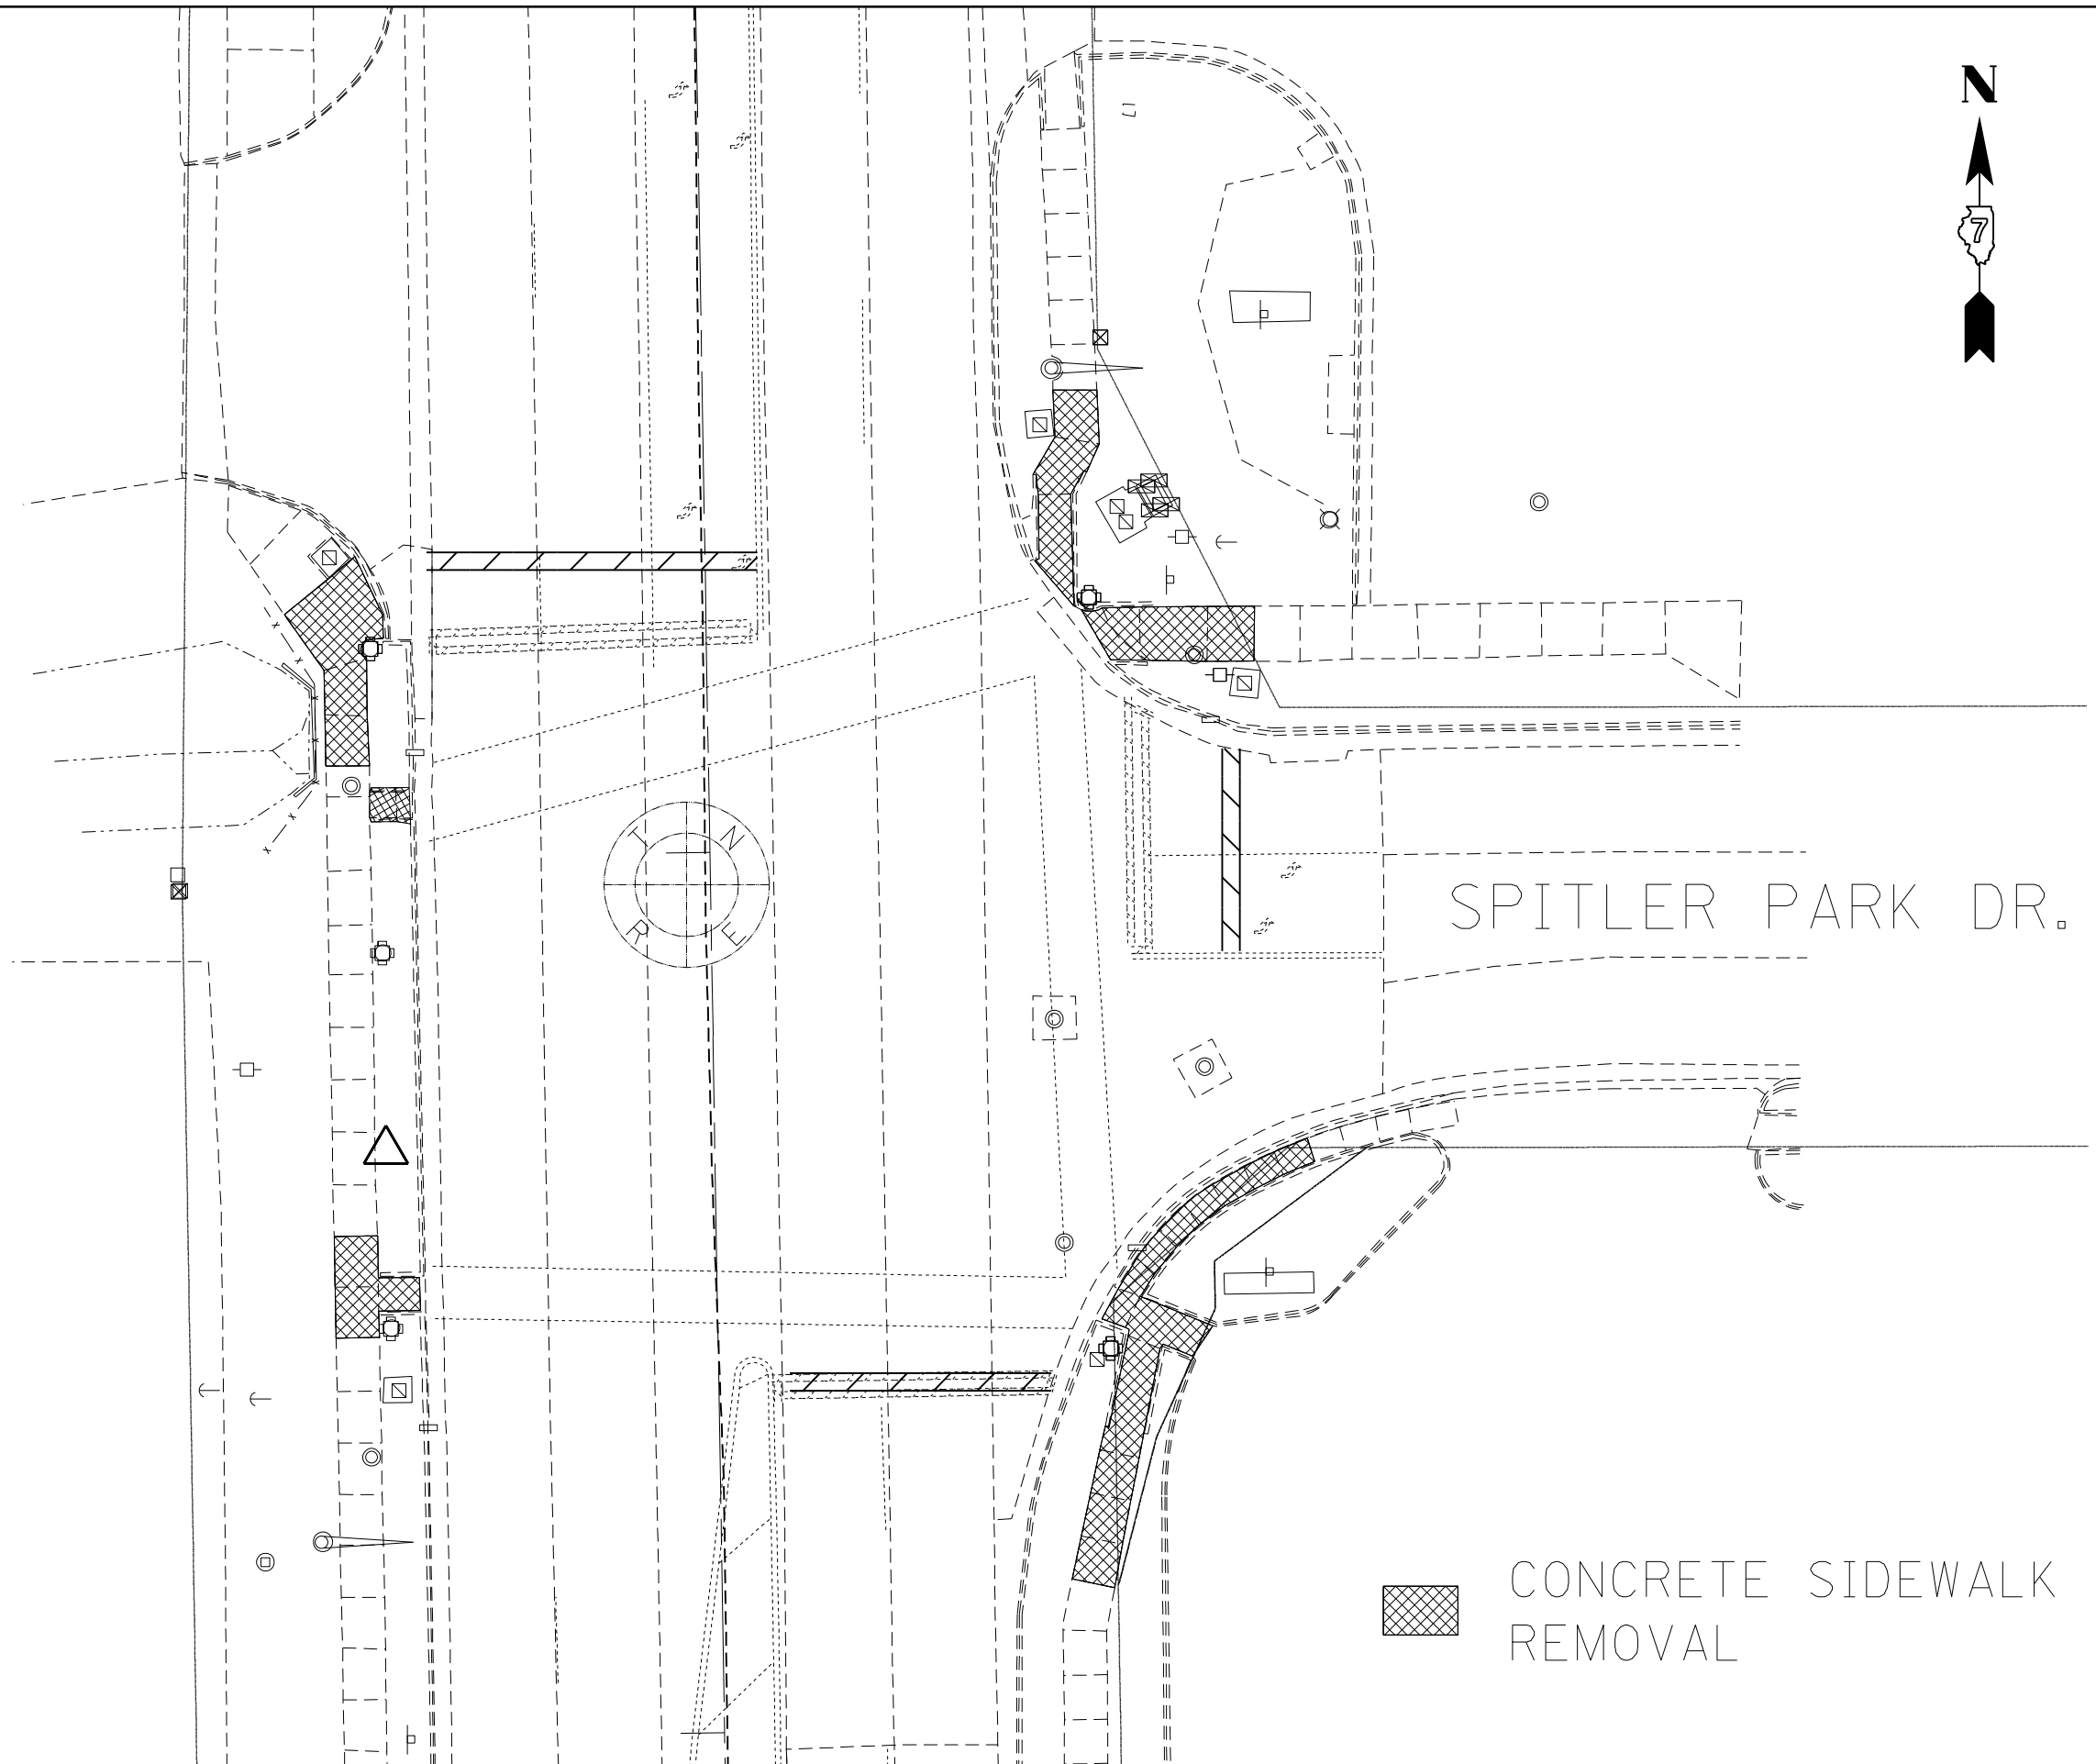 N
7
T N
R E
SPITLER PARK DR.
CONCRETE SIDEWALK
REMOVAL